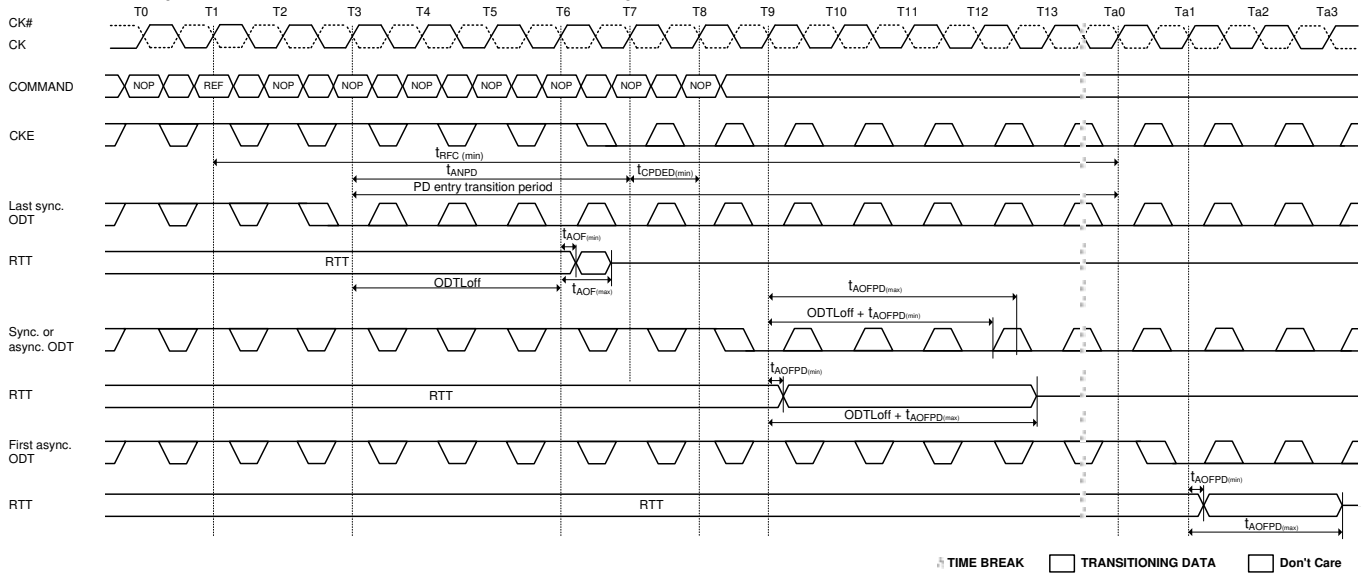 T0 T1 T2 T3 T4 T5 T6 T7 T8 T9 T10 T11 T12 T13 Ta0 Ta1 Ta2 Ta3
CK#
CK
COMMAND NOP REF NOP NOP NOP NOP NOP NOP NOP
CKE
tRFC (min)
tANPD tCPDED(min)
PD entry transition period
Last sync.
ODT
tAOF(min)
RTT RTT
ODTLoff tAOF(max)
tAOFPD(max)
ODTLoff + tAOFPD(min)
Sync. or
async. ODT
tAOFPD(min)
RTT RTT
ODTLoff + tAOFPD(max)
First async.
ODT
tAOFPD(min)
RTT RTT
tAOFPD(max)
TIME BREAK TRANSITIONING DATA Don't Care